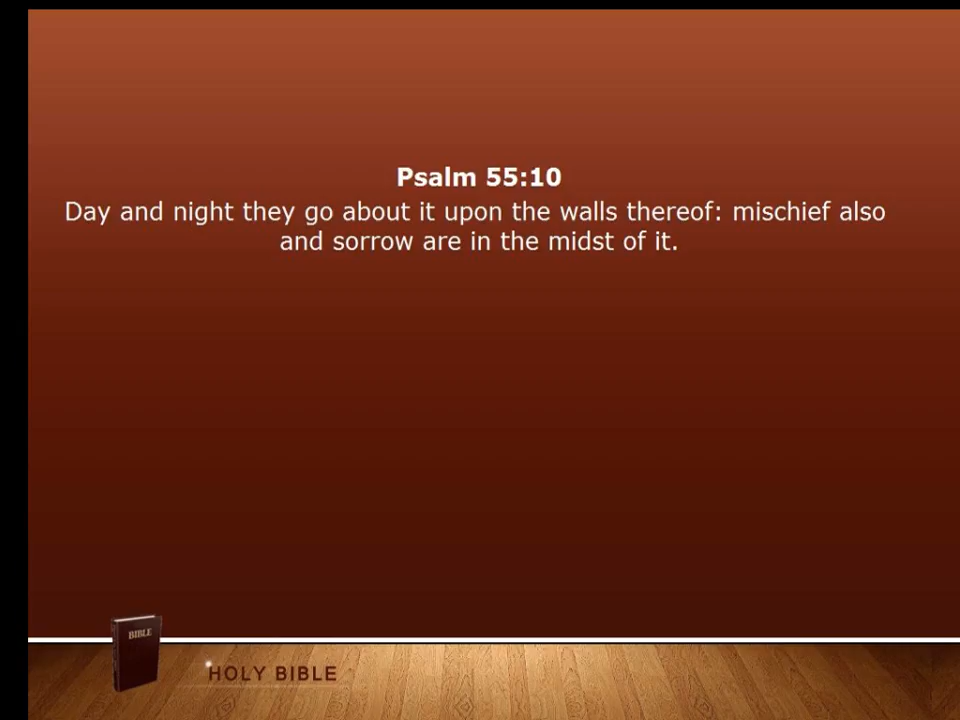 Psalm 55:10
Day and night they go about it upon the walls thereof: mischief also
and sorrow are in the midst of it.
BIBLE
HOLY BIBLE